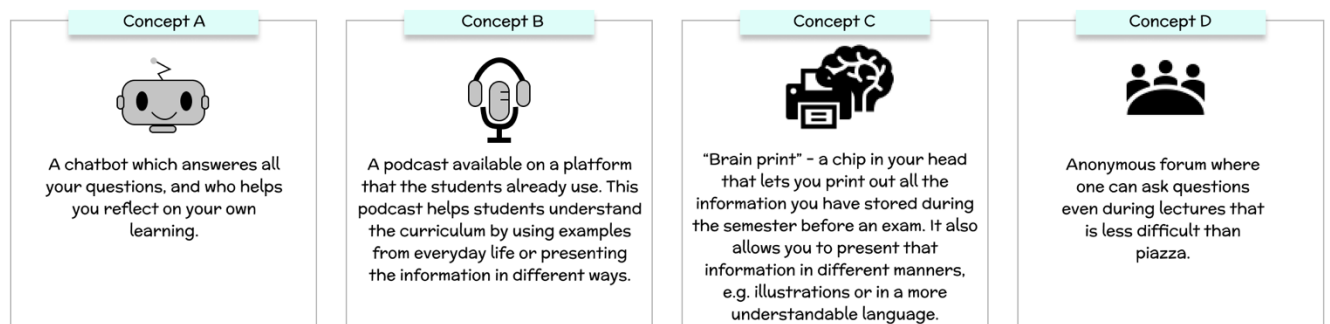 Concept A
A chatbot which answeres all
your questions, and who helps
you reflect on your own
learning.
Concept B
A podcast available on a platform
that the students already use. This
podcast helps students understand
the curriculum by using examples
from everyday life or presenting
the information in different ways.
Concept C
“Brain print” - a chip in your head
that lets you print out all the
information you have stored during
the semester before an exam. It also
allows you to present that
information in different manners,
e.g. illustrations or in a more
understandable language.
Concept D
Anonymous forum where
one can ask questions
even during lectures that
is less difficult than
piazza.